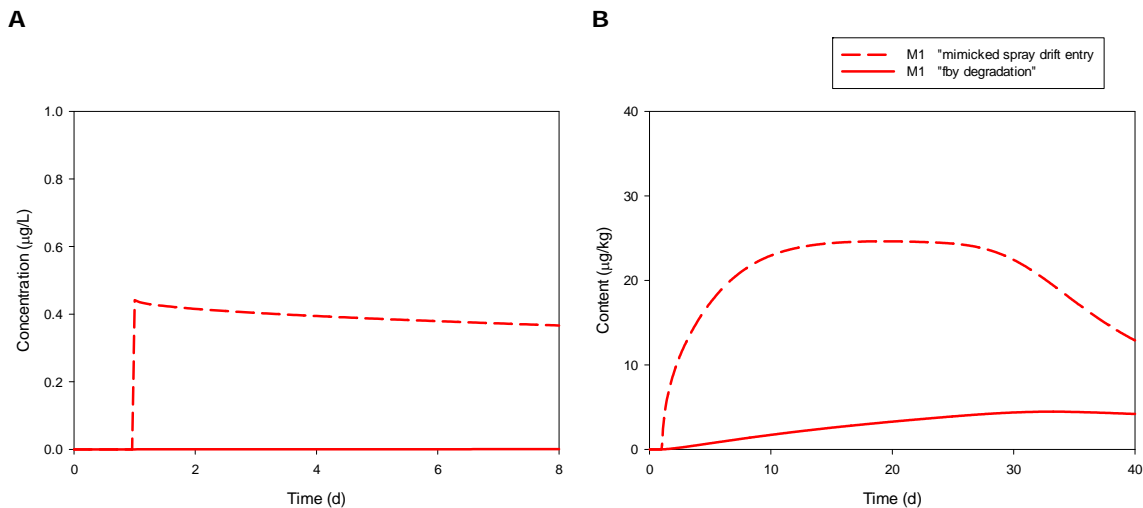 A
B
M1 "mimicked spray drift entry
M1 "fby degradation"
1.0
0.8
0.6
0.4
0.2
0.0
0
2
4
6
8
Concentration (µg/L)
Time (d)
40
30
20
10
0
0
10
20
30
40
Content (µg/kg)
Time (d)